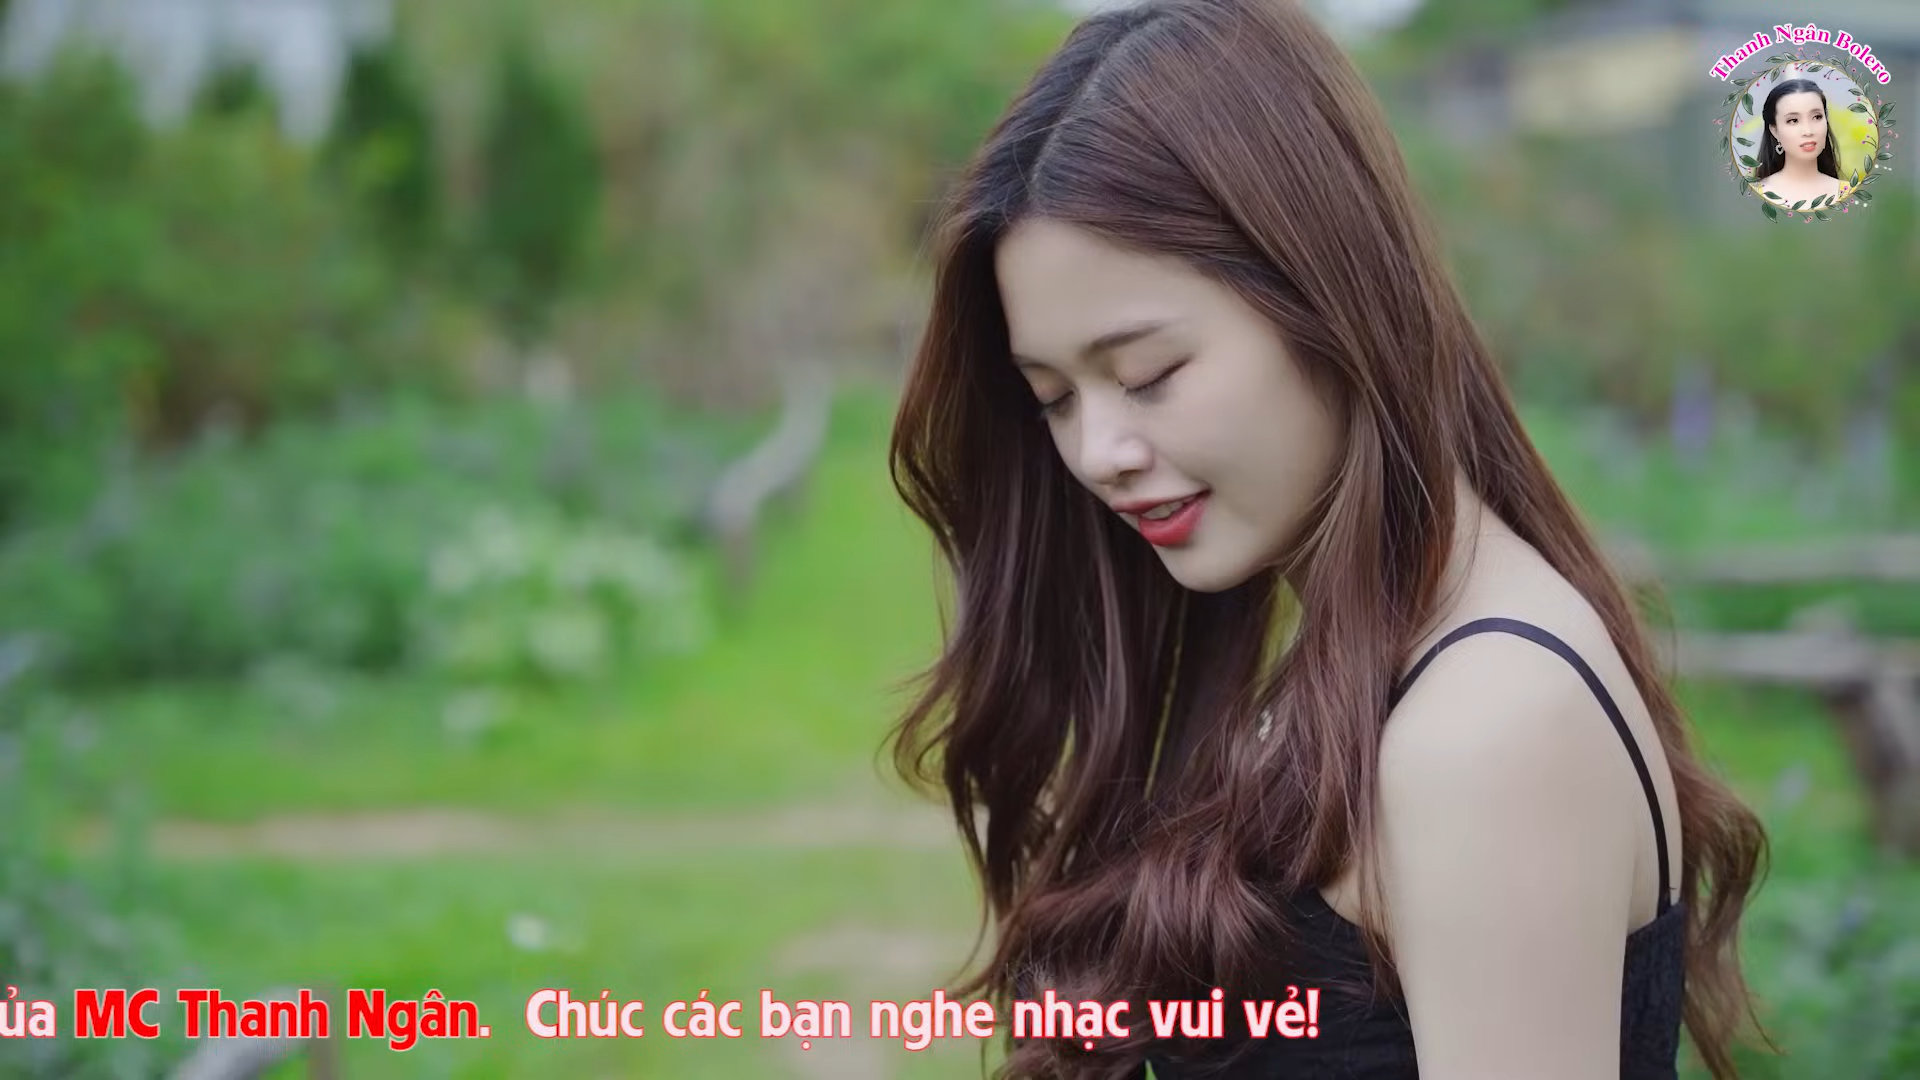 Thanh Ngân Bolero
ủa MC Thanh Ngân. Chúc các bạn nghe nhạc vui vẻ!